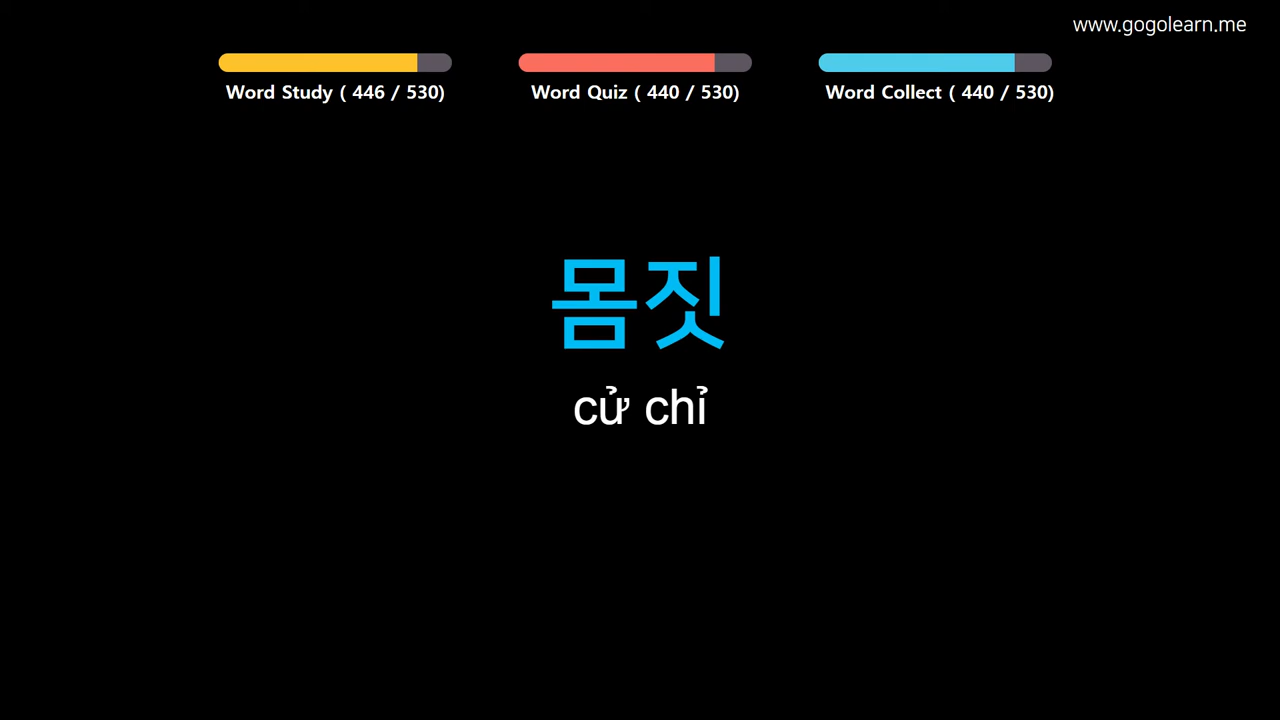 www.gogolearn.me
Word Study ( 446 / 530)
Word Quiz ( 440 / 530)
Word Collect ( 440 / 530)
몸짓
cử chỉ